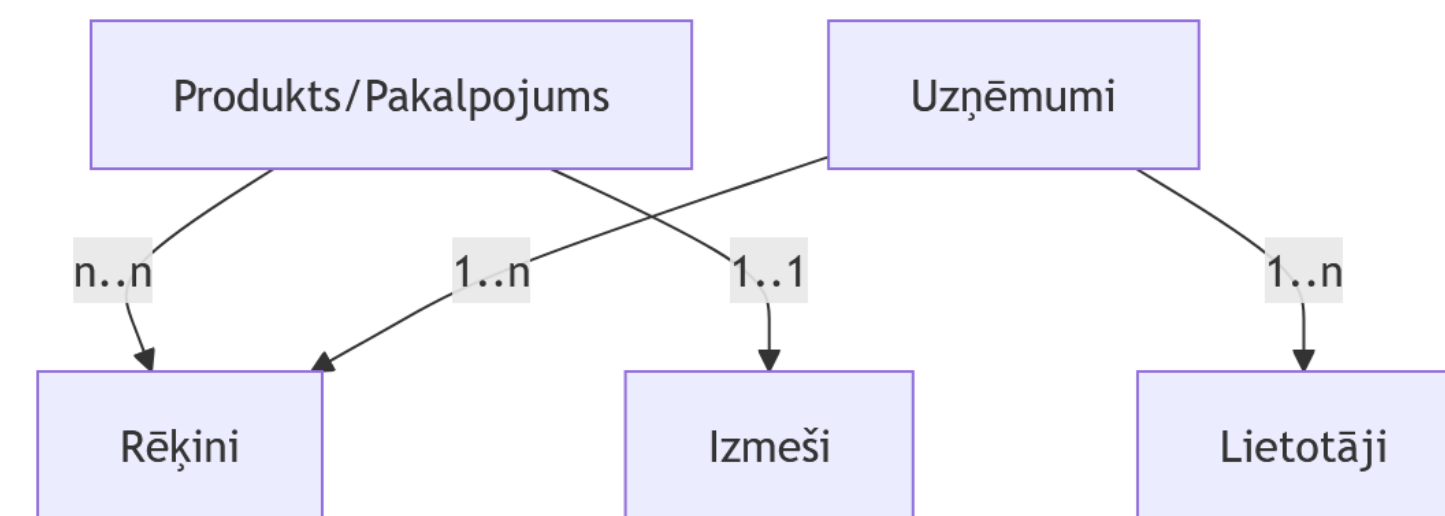 Produkts/Pakalpojums
Uzņēmumi
n..n
1..n
1..1
1..n
Rēķini
Izmeši
Lietotāji